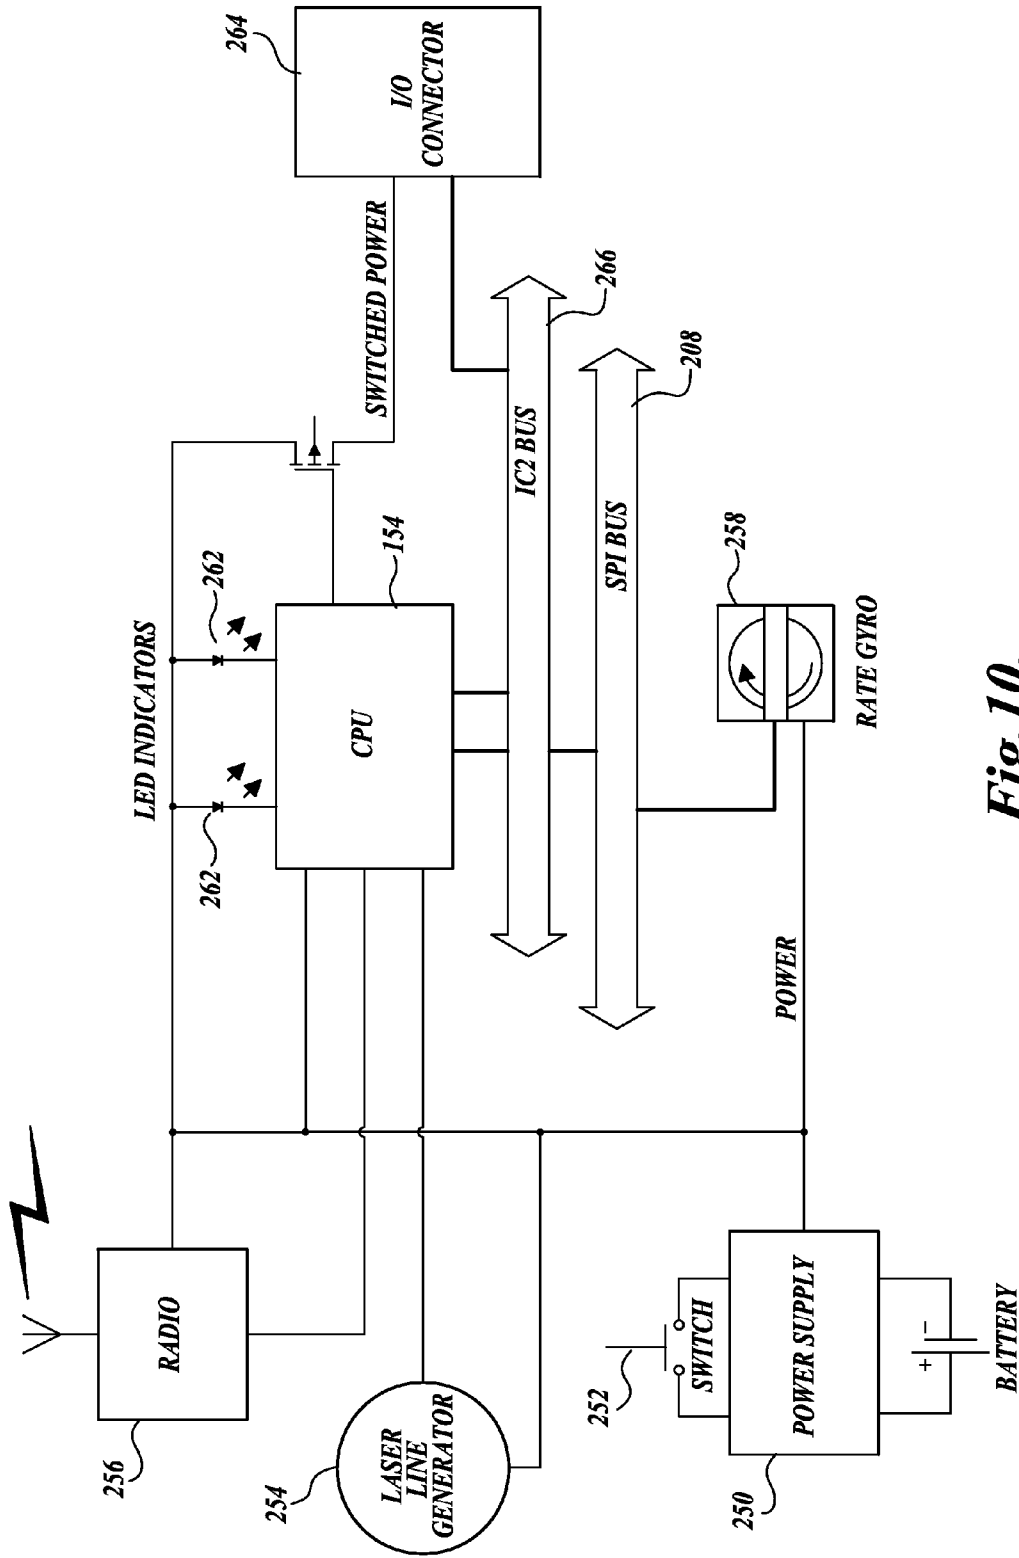 256
RADIO
LED INDICATORS
262
262
264
I/O
CONNECTOR
SWITCHED POWER
254
LASER
LINE
GENERATOR
CPU
154
IC2 BUS
266
SPI BUS
208
252
SWITCH
250
POWER SUPPLY
+ −
BATTERY
POWER
258
RATE GYRO
Fig. 10.